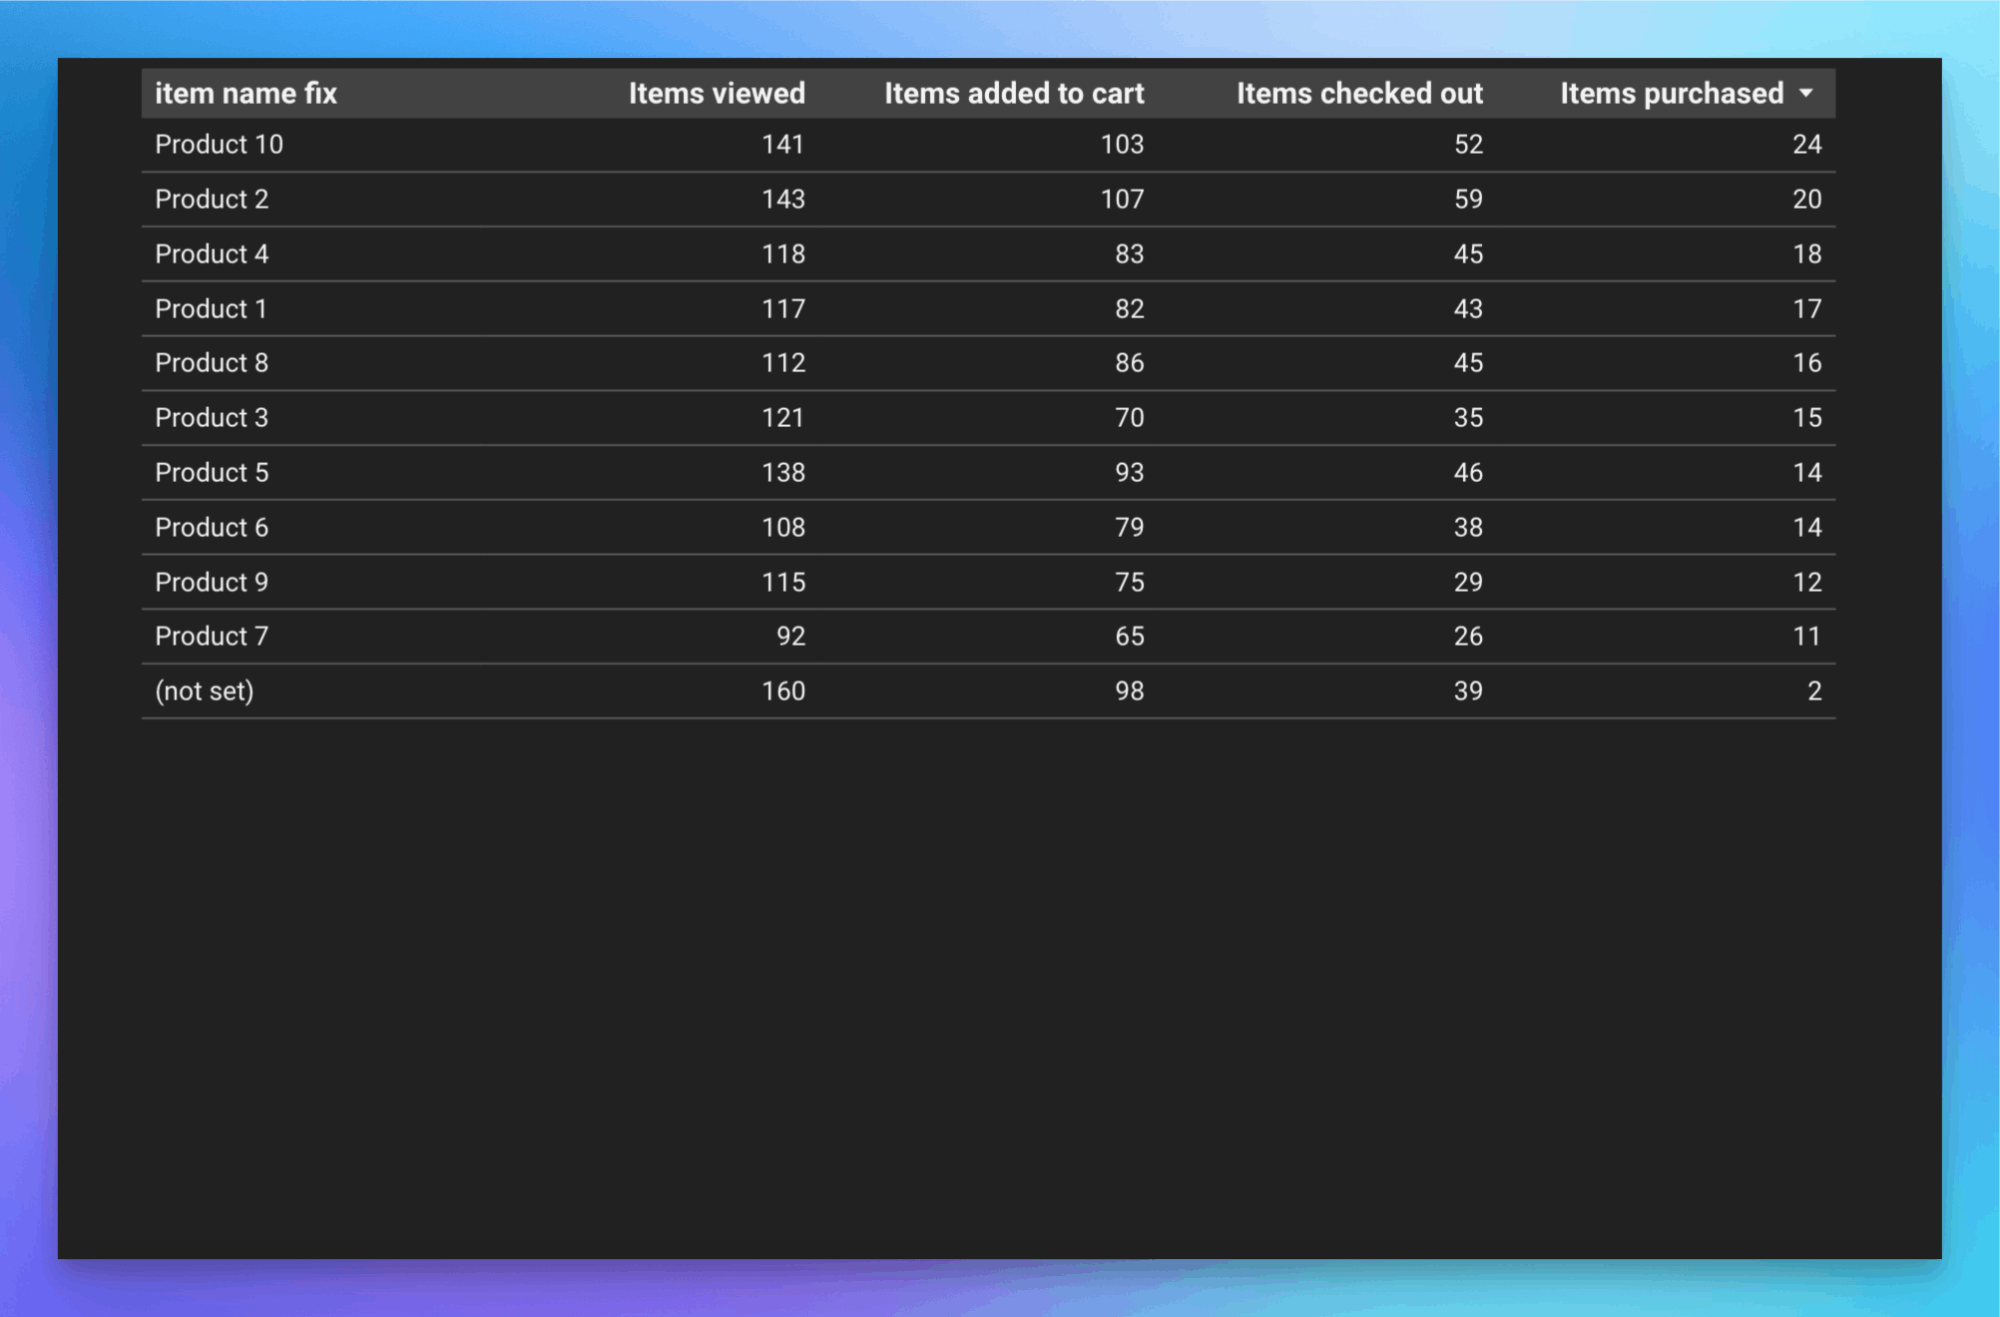 item name fix Items viewed Items added to cart Items checked out Items purchased
Product 10 141 103 52 24
Product 2 143 107 59 20
Product 4 118 83 45 18
Product 1 117 82 43 17
Product 8 112 86 45 16
Product 3 121 70 35 15
Product 5 138 93 46 14
Product 6 108 79 38 14
Product 9 115 75 29 12
Product 7 92 65 26 11
(not set) 160 98 39 2